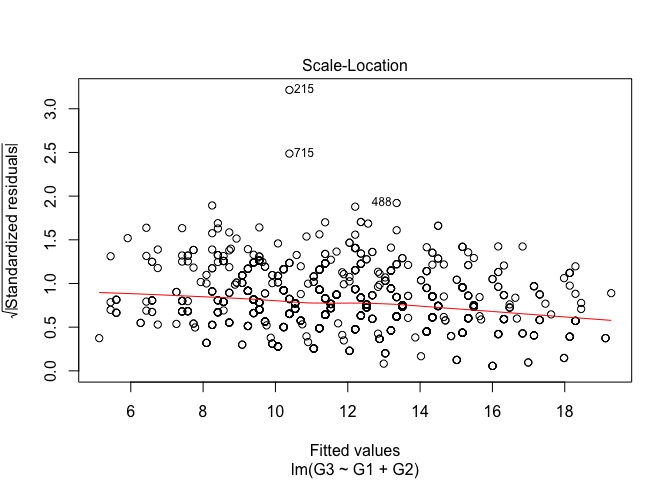 Scale-Location
√|Standardized residuals|
3.0
2.5
2.0
1.5
1.0
0.5
0.0
215
715
488
6 8 10 12 14 16 18
Fitted values
lm(G3 ~ G1 + G2)